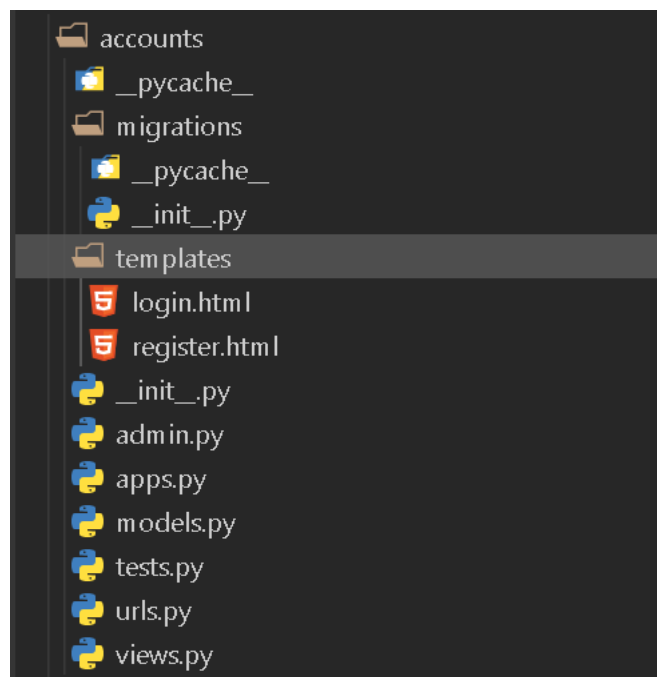 accounts
__pycache__
migrations
__pycache__
__init__.py
templates
login.html
register.html
__init__.py
admin.py
apps.py
models.py
tests.py
urls.py
views.py